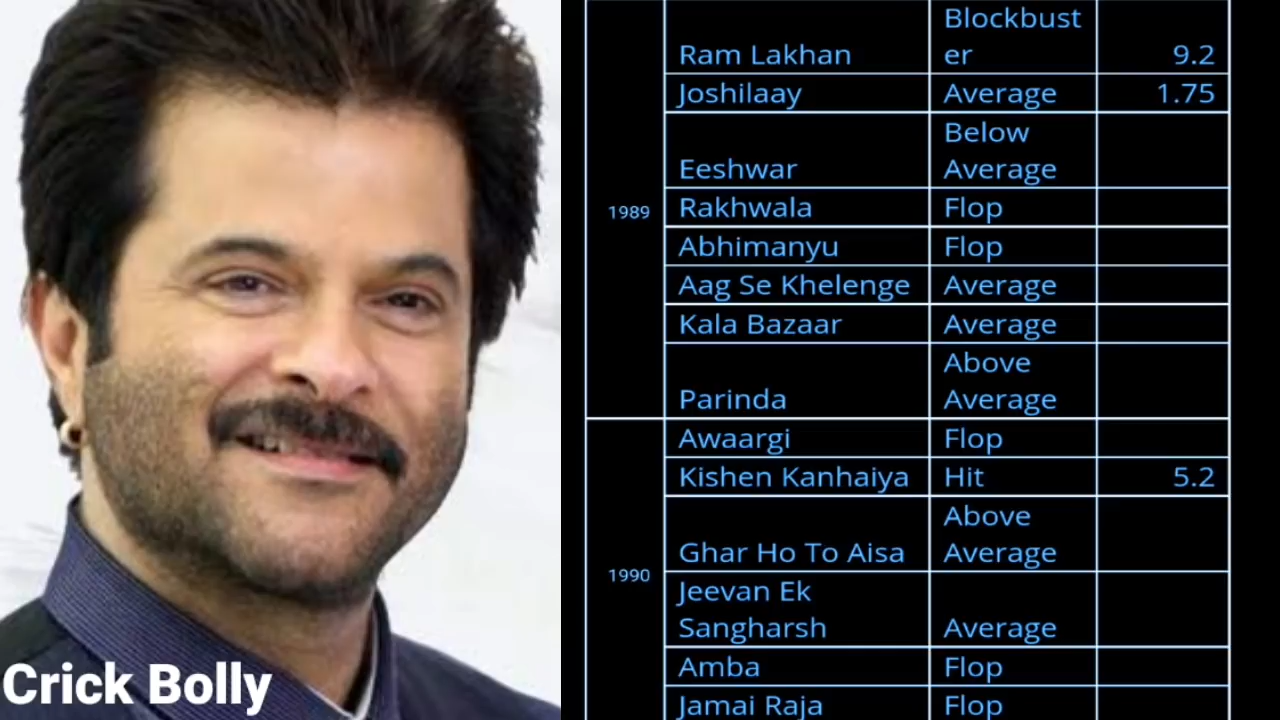 Blockbust
Ram Lakhan er 9.2
Joshilaay Average 1.75
Below
Eeshwar Average
1989 Rakhwala Flop
Abhimanyu Flop
Aag Se Khelenge Average
Kala Bazaar Average
Above
Parinda Average
Awaargi Flop
Kishen Kanhaiya Hit 5.2
Above
Ghar Ho To Aisa Average
1990
Jeevan Ek
Sangharsh Average
Amba Flop
Jamai Raja Flop
Crick Bolly